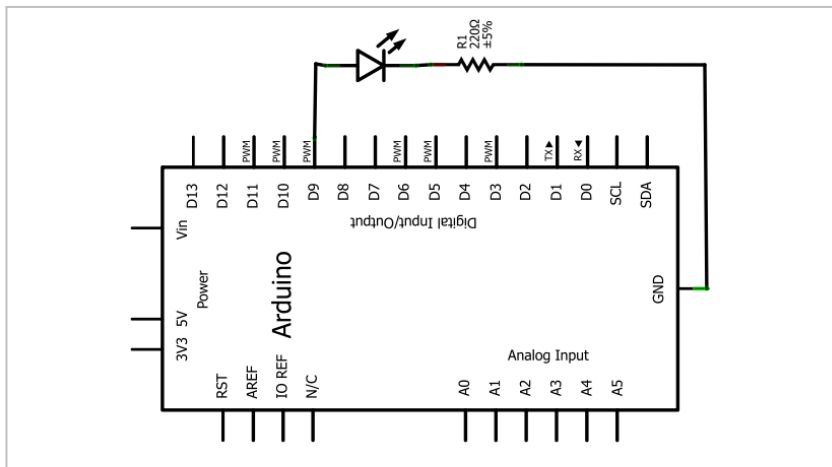 R1
220Ω
±5%
PWM
PWM
PWM
PWM
PWM
PWM
TX▶
RX◀
D13
D12
D11
D10
D9
D8
D7
D6
D5
D4
D3
D2
D1
D0
SCL
SDA
Digital Input/Output
Vin
Power
5V
3V3
Arduino
GND
Analog Input
RST
AREF
IO REF
N/C
A0
A1
A2
A3
A4
A5